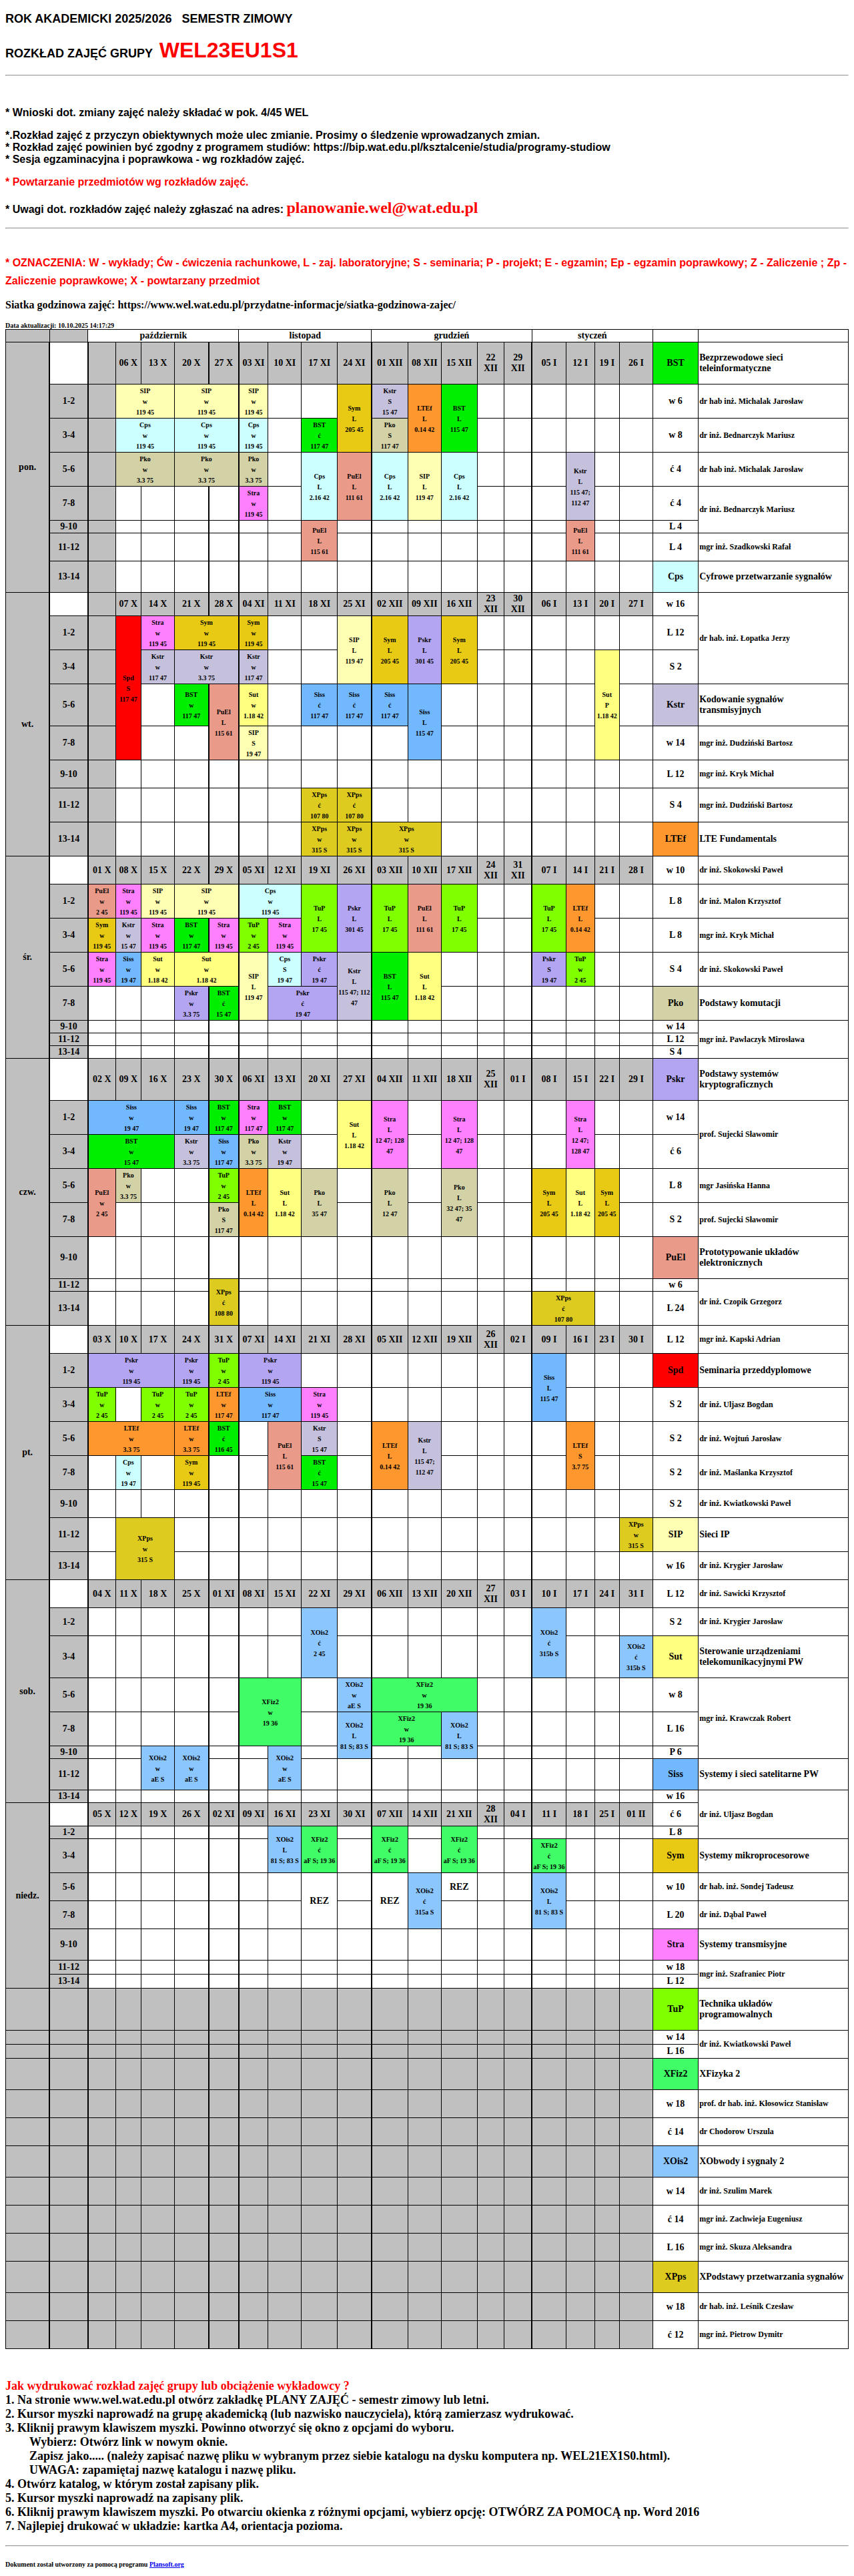 ROK AKADEMICKI 2025/2026 SEMESTR ZIMOWY
ROZKŁAD ZAJĘĆ GRUPY WEL23EU1S1
* Wnioski dot. zmiany zajęć należy składać w pok. 4/45 WEL
*.Rozkład zajęć z przyczyn obiektywnych może ulec zmianie. Prosimy o śledzenie wprowadzanych zmian.
* Rozkład zajęć powinien być zgodny z programem studiów: https://bip.wat.edu.pl/ksztalcenie/studia/programy-studiow
* Sesja egzaminacyjna i poprawkowa - wg rozkładów zajęć.
* Powtarzanie przedmiotów wg rozkładów zajęć.
* Uwagi dot. rozkładów zajęć należy zgłaszać na adres: planowanie.wel@wat.edu.pl
* OZNACZENIA: W - wykłady; Ćw - ćwiczenia rachunkowe, L - zaj. laboratoryjne; S - seminaria; P - projekt; E - egzamin; Ep - egzamin poprawkowy; Z - Zaliczenie ; Zp -
Zaliczenie poprawkowe; X - powtarzany przedmiot
Siatka godzinowa zajęć: https://www.wel.wat.edu.pl/przydatne-informacje/siatka-godzinowa-zajec/
Data aktualizacji: 10.10.2025 14:17:29
październik listopad grudzień styczeń
pon. 06 X 13 X 20 X 27 X 03 XI 10 XI 17 XI 24 XI 01 XII 08 XII 15 XII 22 XII 29 XII 05 I 12 I 19 I 26 I BST Bezprzewodowe sieci teleinformatyczne
1-2 SIP w 119 45 SIP w 119 45 SIP w 119 45 Sym L 205 45 Kstr S 15 47 LTEf L 0.14 42 BST L 115 47 w 6 dr hab inż. Michalak Jarosław
3-4 Cps w 119 45 Cps w 119 45 Cps w 119 45 BST ć 117 47 Pko S 117 47 w 8 dr inż. Bednarczyk Mariusz
5-6 Pko w 3.3 75 Pko w 3.3 75 Pko w 3.3 75 Cps L 2.16 42 PuEl L 111 61 Cps L 2.16 42 SIP L 119 47 Cps L 2.16 42 Kstr L 115 47; 112 47 ć 4 dr hab inż. Michalak Jarosław
7-8 Stra w 119 45 ć 4 dr inż. Bednarczyk Mariusz
9-10 PuEl L 115 61 PuEl L 111 61 L 4
11-12 L 4 mgr inż. Szadkowski Rafał
13-14 Cps Cyfrowe przetwarzanie sygnałów
wt. 07 X 14 X 21 X 28 X 04 XI 11 XI 18 XI 25 XI 02 XII 09 XII 16 XII 23 XII 30 XII 06 I 13 I 20 I 27 I w 16 dr hab. inż. Łopatka Jerzy
1-2 Spd S 117 47 Stra w 119 45 Sym w 119 45 Sym w 119 45 SIP L 119 47 Sym L 205 45 Pskr L 301 45 Sym L 205 45 L 12
3-4 Kstr w 117 47 Kstr w 3.3 75 Kstr w 117 47 Sut P 1.18 42 S 2
5-6 BST w 117 47 PuEl L 115 61 Sut w 1.18 42 Siss ć 117 47 Siss ć 117 47 Siss ć 117 47 Siss L 115 47 Kstr Kodowanie sygnałów transmisyjnych
7-8 SIP S 19 47 w 14 mgr inż. Dudziński Bartosz
9-10 L 12 mgr inż. Kryk Michał
11-12 XPps ć 107 80 XPps ć 107 80 S 4 mgr inż. Dudziński Bartosz
13-14 XPps w 315 S XPps w 315 S XPps w 315 S LTEf LTE Fundamentals
śr. 01 X 08 X 15 X 22 X 29 X 05 XI 12 XI 19 XI 26 XI 03 XII 10 XII 17 XII 24 XII 31 XII 07 I 14 I 21 I 28 I w 10 dr inż. Skokowski Paweł
1-2 PuEl w 2 45 Stra w 119 45 SIP w 119 45 SIP w 119 45 Cps w 119 45 TuP L 17 45 Pskr L 301 45 TuP L 17 45 PuEl L 111 61 TuP L 17 45 TuP L 17 45 LTEf L 0.14 42 L 8 dr inż. Malon Krzysztof
3-4 Sym w 119 45 Kstr w 15 47 Stra w 119 45 BST w 117 47 Stra w 119 45 TuP w 2 45 Stra w 119 45 L 8 mgr inż. Kryk Michał
5-6 Stra w 119 45 Siss w 19 47 Sut w 1.18 42 Sut w 1.18 42 SIP L 119 47 Cps S 19 47 Pskr ć 19 47 Kstr L 115 47; 112 47 BST L 115 47 Sut L 1.18 42 Pskr S 19 47 TuP w 2 45 S 4 dr inż. Skokowski Paweł
7-8 Pskr w 3.3 75 BST ć 15 47 Pskr ć 19 47 Pko Podstawy komutacji
9-10 w 14 mgr inż. Pawlaczyk Mirosława
11-12 L 12
13-14 S 4
czw. 02 X 09 X 16 X 23 X 30 X 06 XI 13 XI 20 XI 27 XI 04 XII 11 XII 18 XII 25 XII 01 I 08 I 15 I 22 I 29 I Pskr Podstawy systemów kryptograficznych
1-2 Siss w 19 47 Siss w 19 47 BST w 117 47 Stra w 117 47 BST w 117 47 Sut L 1.18 42 Stra L 12 47; 128 47 Stra L 12 47; 128 47 Stra L 12 47; 128 47 w 14 prof. Sujecki Sławomir
3-4 BST w 15 47 Kstr w 3.3 75 Siss w 117 47 Pko w 3.3 75 Kstr w 19 47 ć 6
5-6 PuEl w 2 45 Pko w 3.3 75 TuP w 2 45 LTEf L 0.14 42 Sut L 1.18 42 Pko L 35 47 Pko L 12 47 Pko L 32 47; 35 47 Sym L 205 45 Sut L 1.18 42 Sym L 205 45 L 8 mgr Jasińska Hanna
7-8 Pko S 117 47 S 2 prof. Sujecki Sławomir
9-10 PuEl Prototypowanie układów elektronicznych
11-12 XPps ć 108 80 w 6 dr inż. Czopik Grzegorz
13-14 XPps ć 107 80 L 24
pt. 03 X 10 X 17 X 24 X 31 X 07 XI 14 XI 21 XI 28 XI 05 XII 12 XII 19 XII 26 XII 02 I 09 I 16 I 23 I 30 I L 12 mgr inż. Kapski Adrian
1-2 Pskr w 119 45 Pskr w 119 45 TuP w 2 45 Pskr w 119 45 Siss L 115 47 Spd Seminaria przeddyplomowe
3-4 TuP w 2 45 TuP w 2 45 TuP w 2 45 LTEf w 117 47 Siss w 117 47 Stra w 119 45 S 2 dr inż. Uljasz Bogdan
5-6 LTEf w 3.3 75 LTEf w 3.3 75 BST ć 116 45 PuEl L 115 61 Kstr S 15 47 LTEf L 0.14 42 Kstr L 115 47; 112 47 LTEf S 3.7 75 S 2 dr inż. Wojtuń Jarosław
7-8 Cps w 19 47 Sym w 119 45 BST ć 15 47 S 2 dr inż. Maślanka Krzysztof
9-10 S 2 dr inż. Kwiatkowski Paweł
11-12 XPps w 315 S XPps w 315 S SIP Sieci IP
13-14 w 16 dr inż. Krygier Jarosław
sob. 04 X 11 X 18 X 25 X 01 XI 08 XI 15 XI 22 XI 29 XI 06 XII 13 XII 20 XII 27 XII 03 I 10 I 17 I 24 I 31 I L 12 dr inż. Sawicki Krzysztof
1-2 XOis2 ć 2 45 XOis2 ć 315b S S 2 dr inż. Krygier Jarosław
3-4 XOis2 ć 315b S Sut Sterowanie urządzeniami telekomunikacyjnymi PW
5-6 XFiz2 w 19 36 XOis2 w aE S XFiz2 w 19 36 w 8 mgr inż. Krawczak Robert
7-8 XOis2 L 81 S; 83 S XFiz2 w 19 36 XOis2 L 81 S; 83 S L 16
9-10 XOis2 w aE S XOis2 w aE S XOis2 w aE S P 6
11-12 Siss Systemy i sieci satelitarne PW
13-14 w 16 dr inż. Uljasz Bogdan
niedz. 05 X 12 X 19 X 26 X 02 XI 09 XI 16 XI 23 XI 30 XI 07 XII 14 XII 21 XII 28 XII 04 I 11 I 18 I 25 I 01 II ć 6
1-2 XOis2 L 81 S; 83 S XFiz2 ć aF S; 19 36 XFiz2 ć aF S; 19 36 XFiz2 ć aF S; 19 36 L 8
3-4 XFiz2 ć aF S; 19 36 Sym Systemy mikroprocesorowe
5-6 REZ REZ XOis2 ć 315a S REZ XOis2 L 81 S; 83 S w 10 dr hab. inż. Sondej Tadeusz
7-8 L 20 dr inż. Dąbal Paweł
9-10 Stra Systemy transmisyjne
11-12 w 18 mgr inż. Szafraniec Piotr
13-14 L 12
TuP Technika układów programowalnych
w 14 dr inż. Kwiatkowski Paweł
L 16
XFiz2 XFizyka 2
w 18 prof. dr hab. inż. Kłosowicz Stanisław
ć 14 dr Chodorow Urszula
XOis2 XObwody i sygnały 2
w 14 dr inż. Szulim Marek
ć 14 mgr inż. Zachwieja Eugeniusz
L 16 mgr inż. Skuza Aleksandra
XPps XPodstawy przetwarzania sygnałów
w 18 dr hab. inż. Leśnik Czesław
ć 12 mgr inż. Pietrow Dymitr
Jak wydrukować rozkład zajęć grupy lub obciążenie wykładowcy ?
1. Na stronie www.wel.wat.edu.pl otwórz zakładkę PLANY ZAJĘĆ - semestr zimowy lub letni.
2. Kursor myszki naprowadź na grupę akademicką (lub nazwisko nauczyciela), którą zamierzasz wydrukować.
3. Kliknij prawym klawiszem myszki. Powinno otworzyć się okno z opcjami do wyboru.
Wybierz: Otwórz link w nowym oknie.
Zapisz jako..... (należy zapisać nazwę pliku w wybranym przez siebie katalogu na dysku komputera np. WEL21EX1S0.html).
UWAGA: zapamiętaj nazwę katalogu i nazwę pliku.
4. Otwórz katalog, w którym został zapisany plik.
5. Kursor myszki naprowadź na zapisany plik.
6. Kliknij prawym klawiszem myszki. Po otwarciu okienka z różnymi opcjami, wybierz opcję: OTWÓRZ ZA POMOCĄ np. Word 2016
7. Najlepiej drukować w układzie: kartka A4, orientacja pozioma.
Dokument został utworzony za pomocą programu Plansoft.org